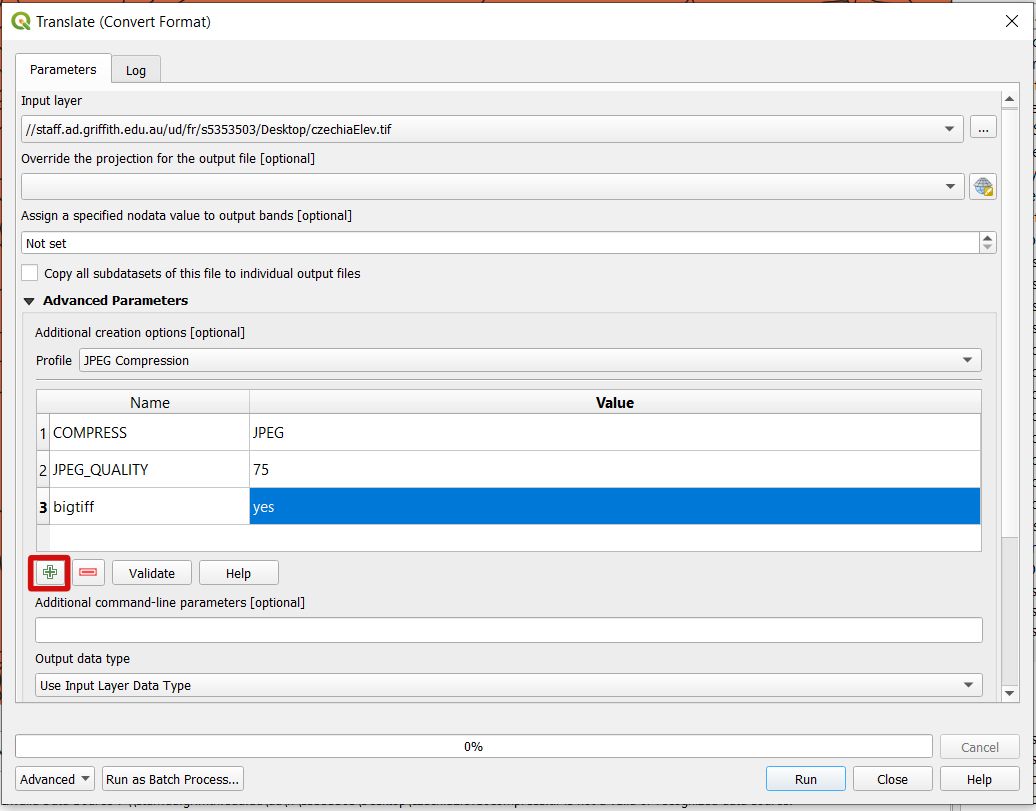 Translate (Convert Format)
Parameters
Log
Input layer
//staff.ad.griffith.edu.au/ud/fr/s5353503/Desktop/czechiaElev.tif
...
Override the projection for the output file [optional]
Assign a specified nodata value to output bands [optional]
Not set
Copy all subdatasets of this file to individual output files
Advanced Parameters
Additional creation options [optional]
Profile JPEG Compression
Name Value
1 COMPRESS JPEG
2 JPEG_QUALITY 75
3 bigtiff yes
Validate Help
Additional command-line parameters [optional]
Output data type
Use Input Layer Data Type
0% Cancel
Advanced Run as Batch Process... Run Close Help